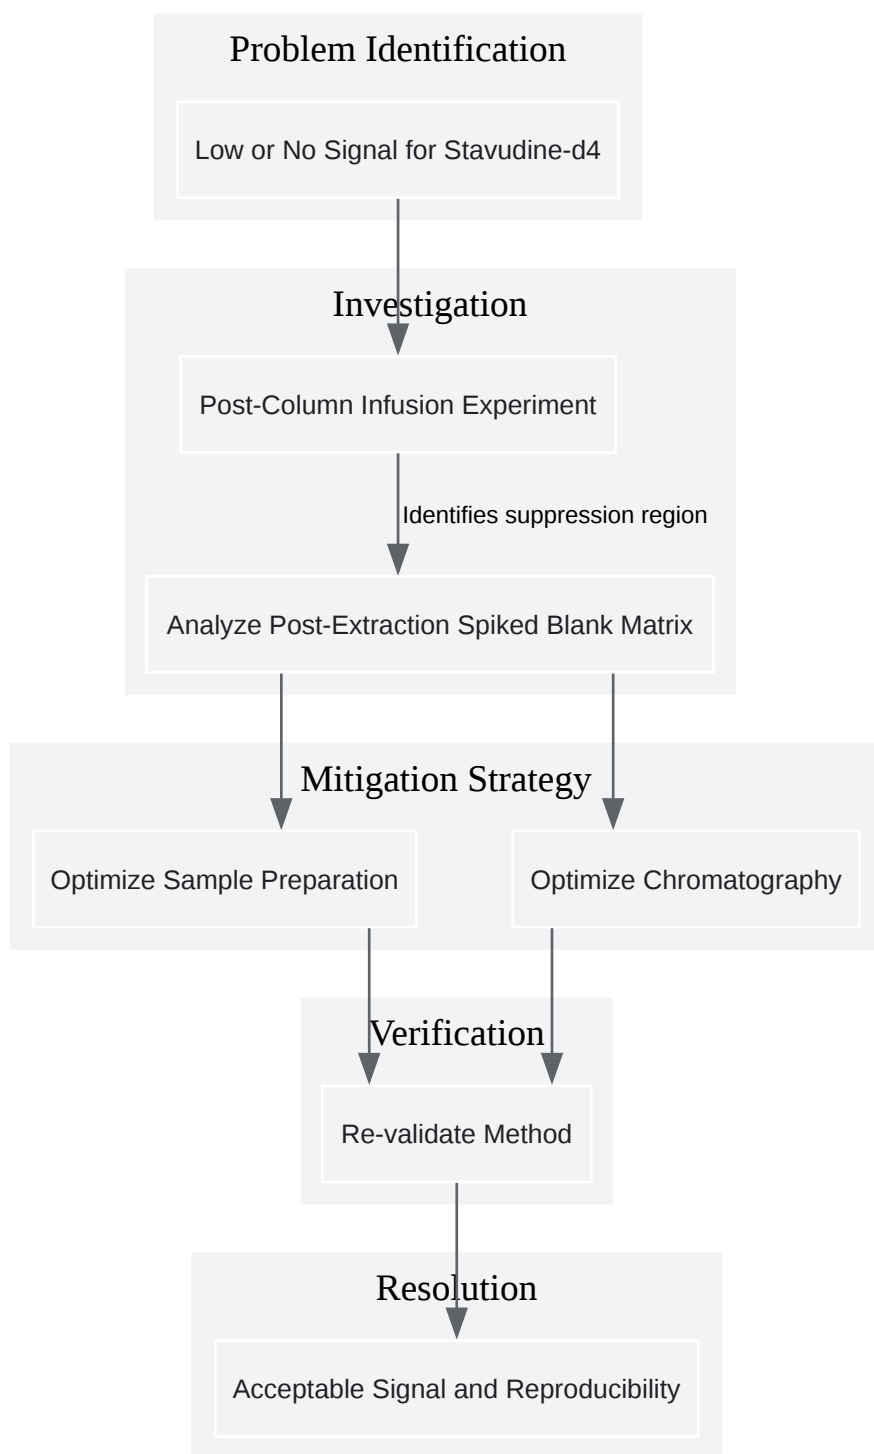 Problem Identification
Low or No Signal for Stavudine-d4
Investigation
Post-Column Infusion Experiment
Identifies suppression region
Analyze Post-Extraction Spiked Blank Matrix
Mitigation Strategy
Optimize Sample Preparation
Optimize Chromatography
Verification
Re-validate Method
Resolution
Acceptable Signal and Reproducibility